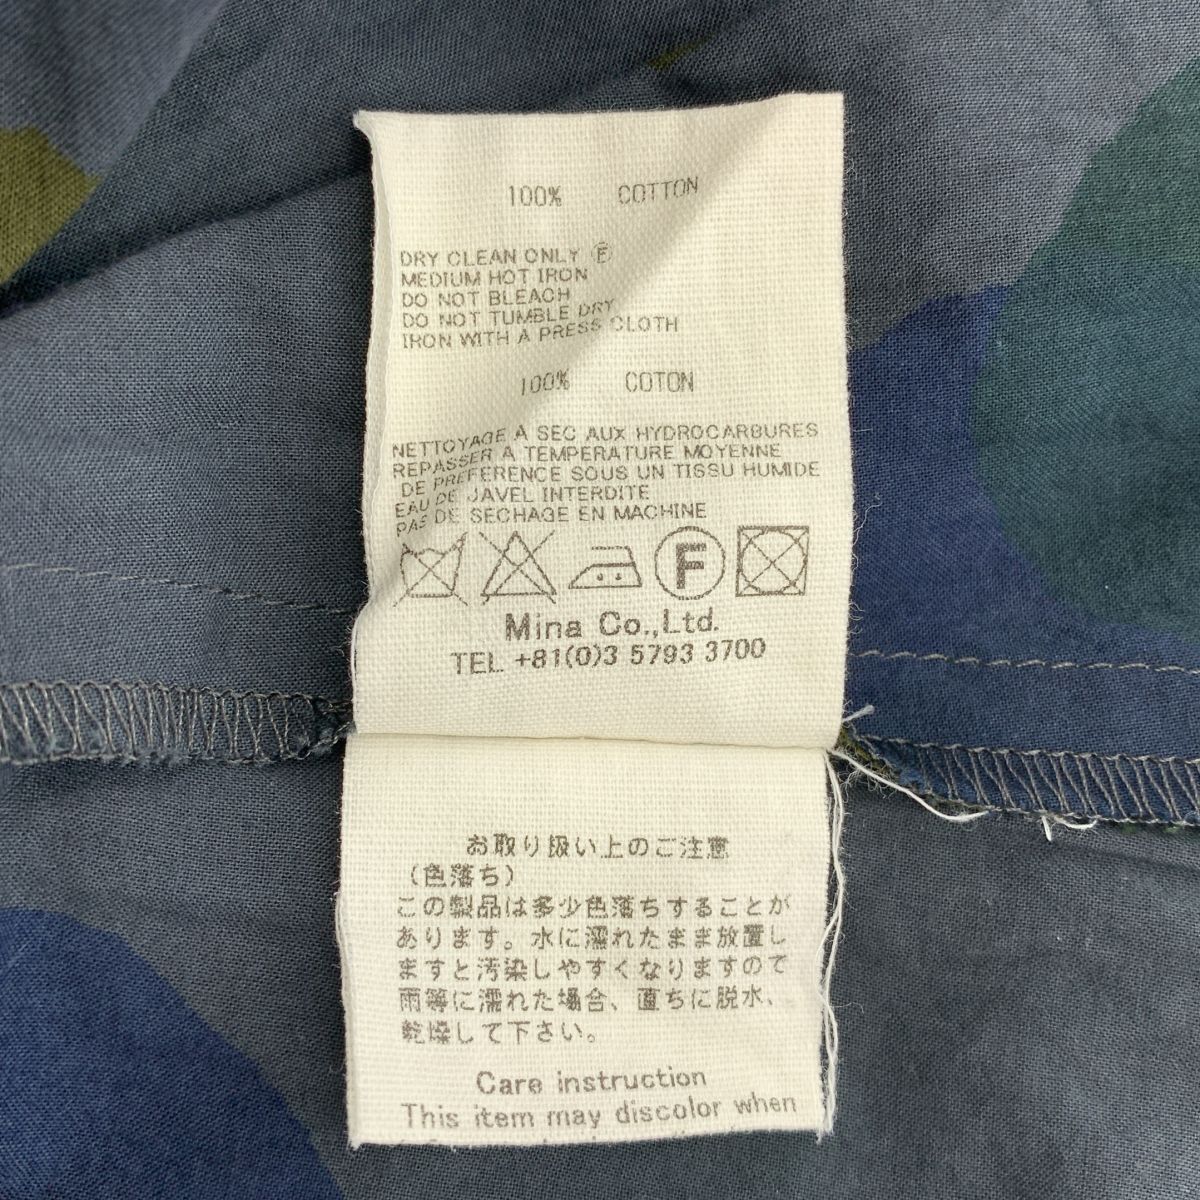 100% COTTON
DRY CLEAN ONLY Ⓕ
MEDIUM HOT IRON
DO NOT BLEACH
DO NOT TUMBLE DRY
IRON WITH A PRESS CLOTH
100% COTON
NETTOYAGE A SEC AUX HYDROCARBURES
REPASSER A TEMPERATURE MOYENNE
DE PREFERENCE SOUS UN TISSU HUMIDE
EAU DE JAVEL INTERDITE
PAS DE SECHAGE EN MACHINE
F
Mina Co.,Ltd.
TEL +81(0)3 5793 3700
お取り扱い上のご注意
(色落ち)
この製品は多少色落ちすることが
あります。水に濡れたまま放置し
ますと汚染しやすくなりますので
雨等に濡れた場合、直ちに脱水、
乾燥して下さい。
Care instruction
This item may discolor when